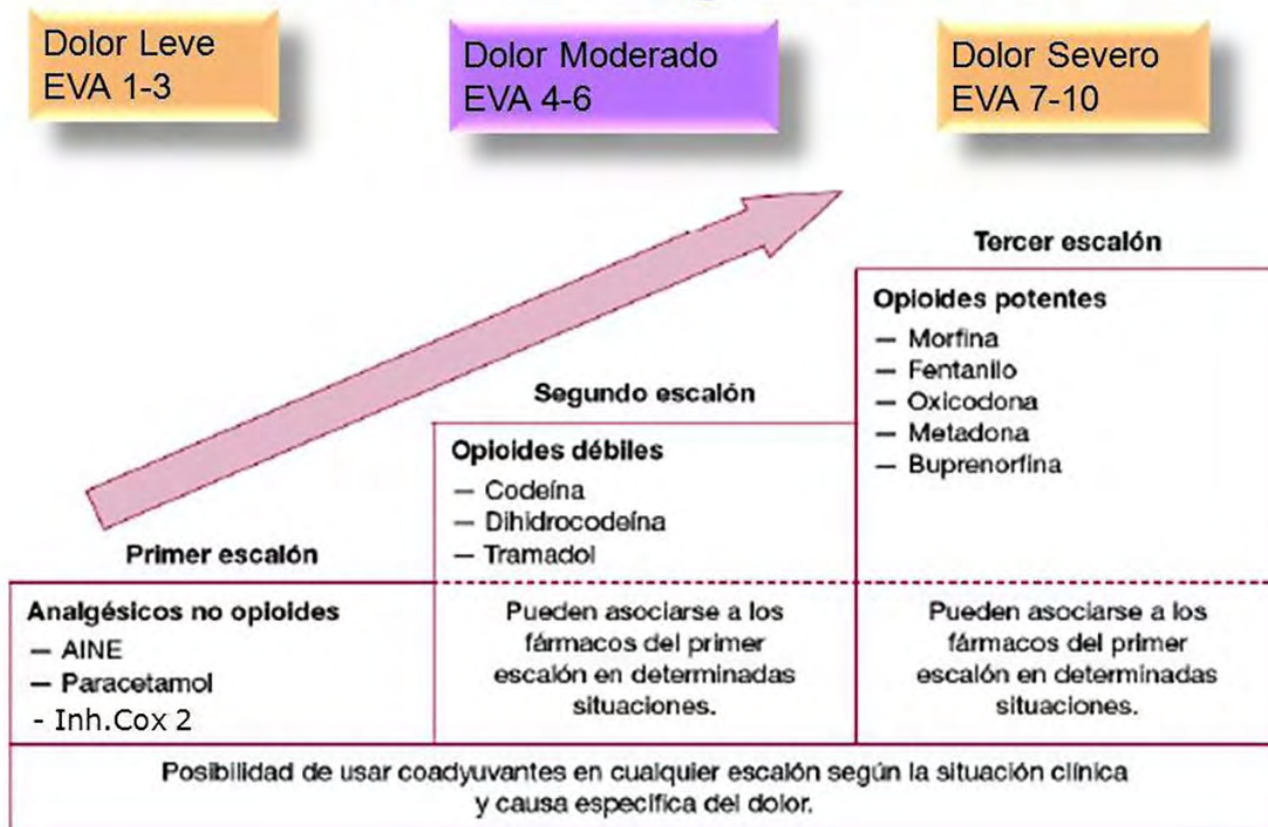 Dolor Leve
EVA 1-3
Dolor Moderado
EVA 4-6
Dolor Severo
EVA 7-10
Tercer escalón
Opioides potentes
— Morfina
— Fentanilo
— Oxicodona
— Metadona
— Buprenorfina
Segundo escalón
Opioides débiles
— Codeína
— Dihidrocodeína
— Tramadol
Primer escalón
Analgésicos no opioides
— AINE
— Paracetamol
- Inh.Cox 2
Pueden asociarse a los
fármacos del primer
escalón en determinadas
situaciones.
Pueden asociarse a los
fármacos del primer
escalón en determinadas
situaciones.
Posibilidad de usar coadyuvantes en cualquier escalón según la situación clínica
y causa específica del dolor.